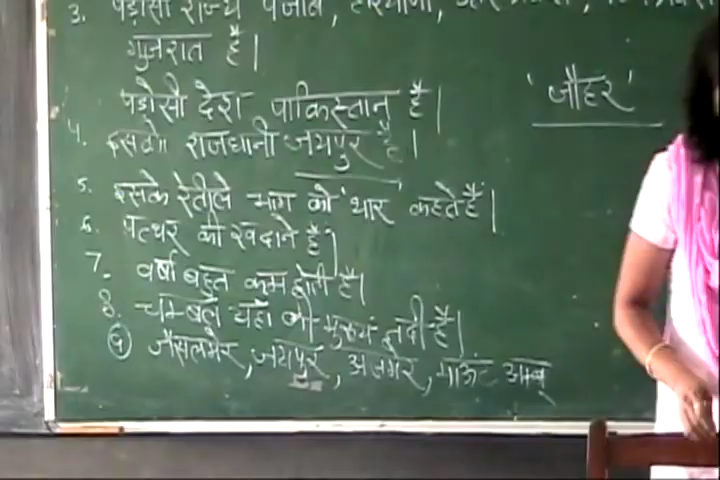 3. पड़ोसी राज्य पंजाब, हरियाणा,
गुजरात हैं।
पड़ोसी देश पाकिस्तान है।
'जौहर'
4. इसकी राजधानी जयपुर है।
5. इसके रेतीले भाग को 'थार' कहते हैं।
6. पत्थर की खदाने हैं।
7. वर्षा बहुत कम होती है।
8. चम्बल यहाँ की मुख्य नदी है।
9 जैसलमेर, जयपुर, अजमेर, माऊंट आबू